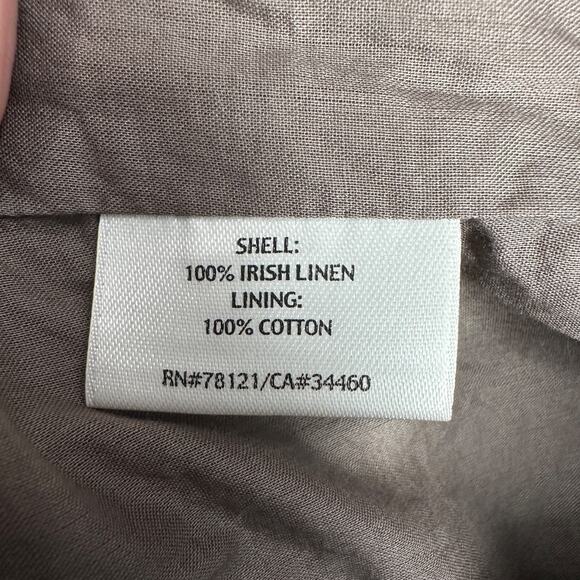 SHELL:
100% IRISH LINEN
LINING:
100% COTTON
RN#78121/CA#34460